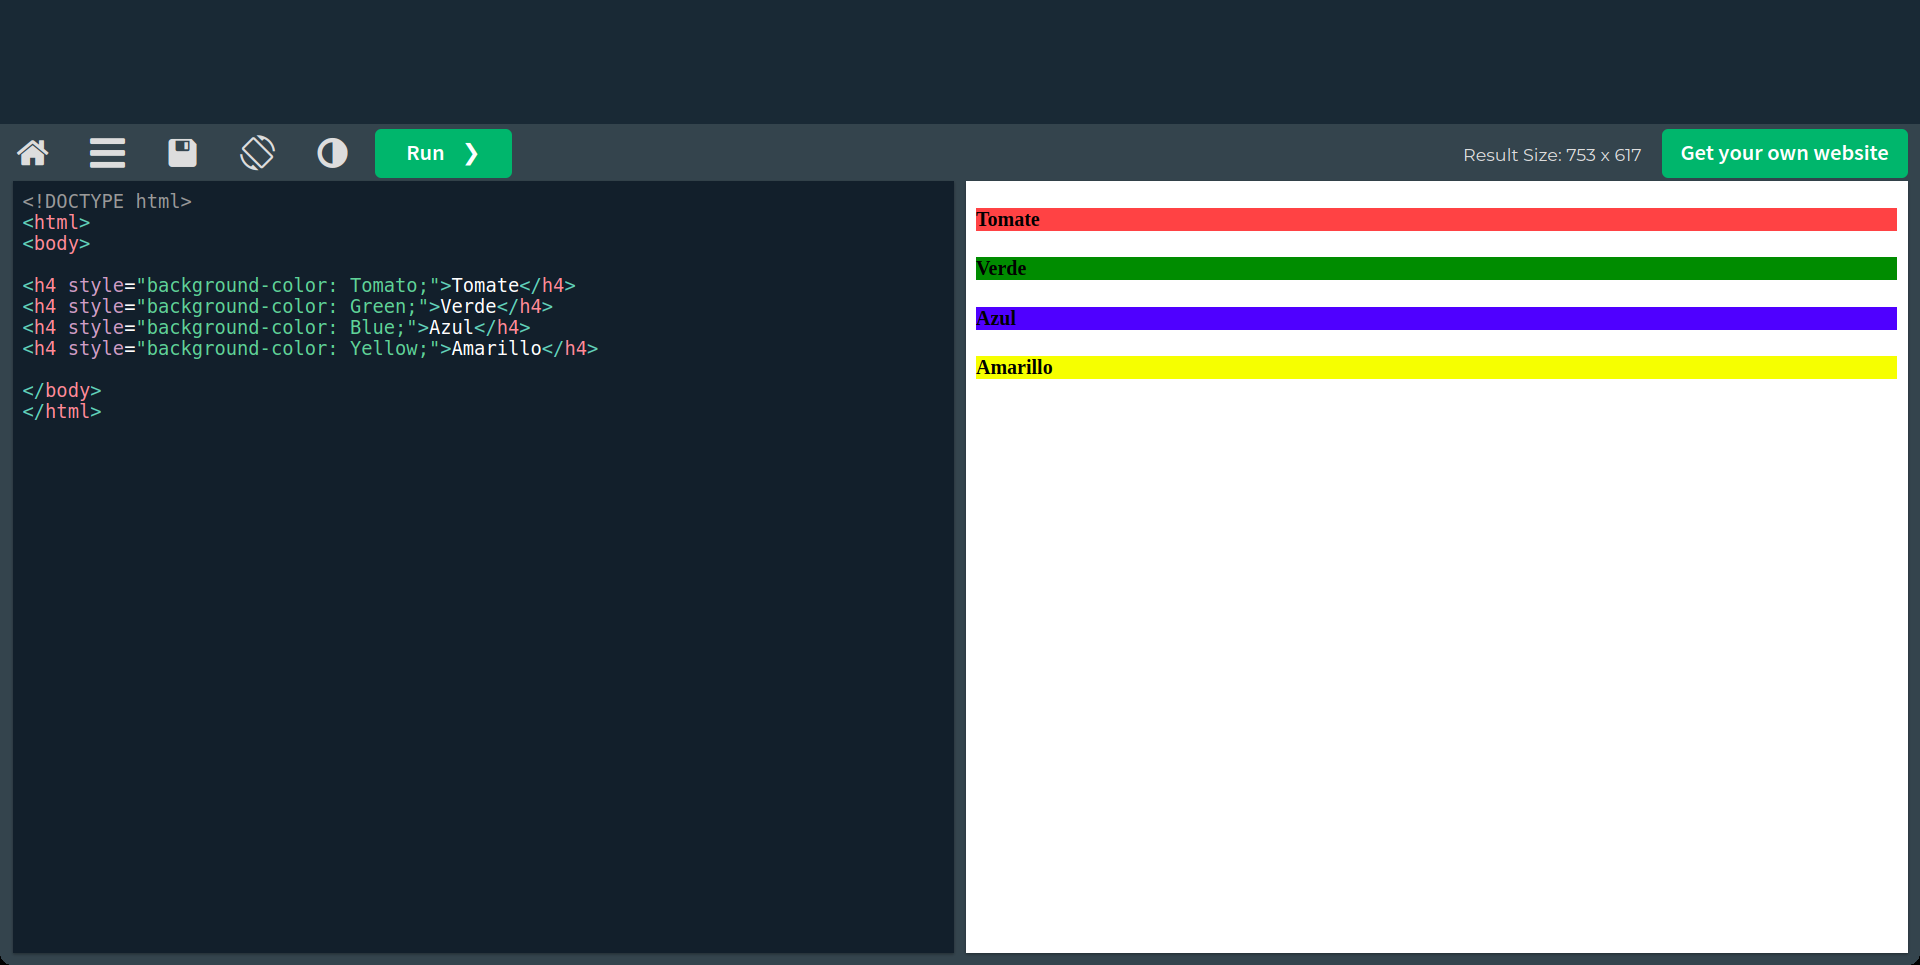 Run ❯
Result Size: 753 x 617
Get your own website
<!DOCTYPE html>
<html>
<body>
<h4 style="background-color: Tomato;">Tomate</h4>
<h4 style="background-color: Green;">Verde</h4>
<h4 style="background-color: Blue;">Azul</h4>
<h4 style="background-color: Yellow;">Amarillo</h4>
</body>
</html>
Tomate
Verde
Azul
Amarillo